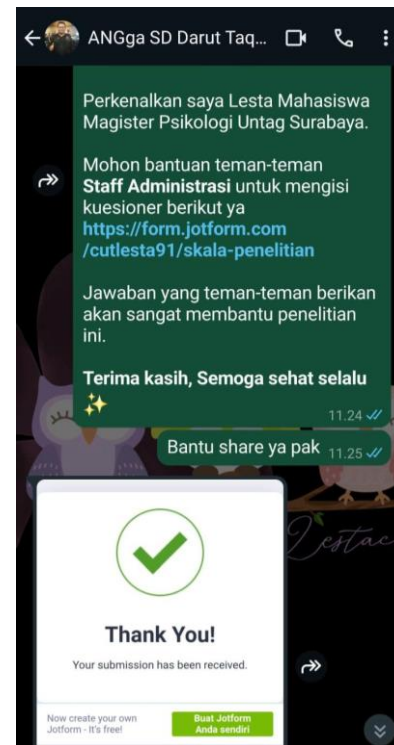 ANGga SD Darut Taq...
Perkenalkan saya Lesta Mahasiswa
Magister Psikologi Untag Surabaya.
Mohon bantuan teman-teman
Staff Administrasi untuk mengisi
kuesioner berikut ya
https://form.jotform.com
/cutlesta91/skala-penelitian
Jawaban yang teman-teman berikan
akan sangat membantu penelitian
ini.
Terima kasih, Semoga sehat selalu
✨
11.24
Bantu share ya pak 11.25
Lestac
Thank You!
Your submission has been received.
Now create your own
Jotform - It's free!
Buat Jotform
Anda sendiri